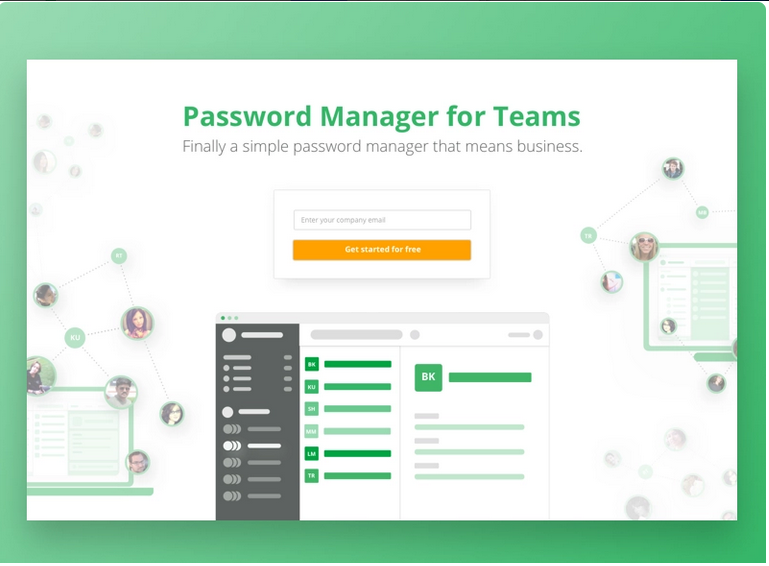 Password Manager for Teams
Finally a simple password manager that means business.
Enter your company email
Get started for free
RT
KU
TR
MR
BK
KU
SH
MM
LM
TR
BK